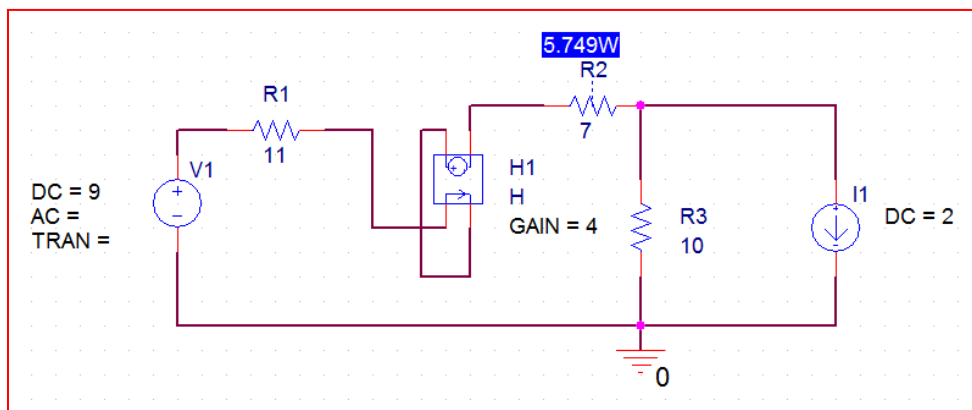 5.749W
R2
7
R1
11
V1
DC = 9
AC =
TRAN =
+
-
+
H1
H
GAIN = 4
R3
10
I1
DC = 2
+
-
0